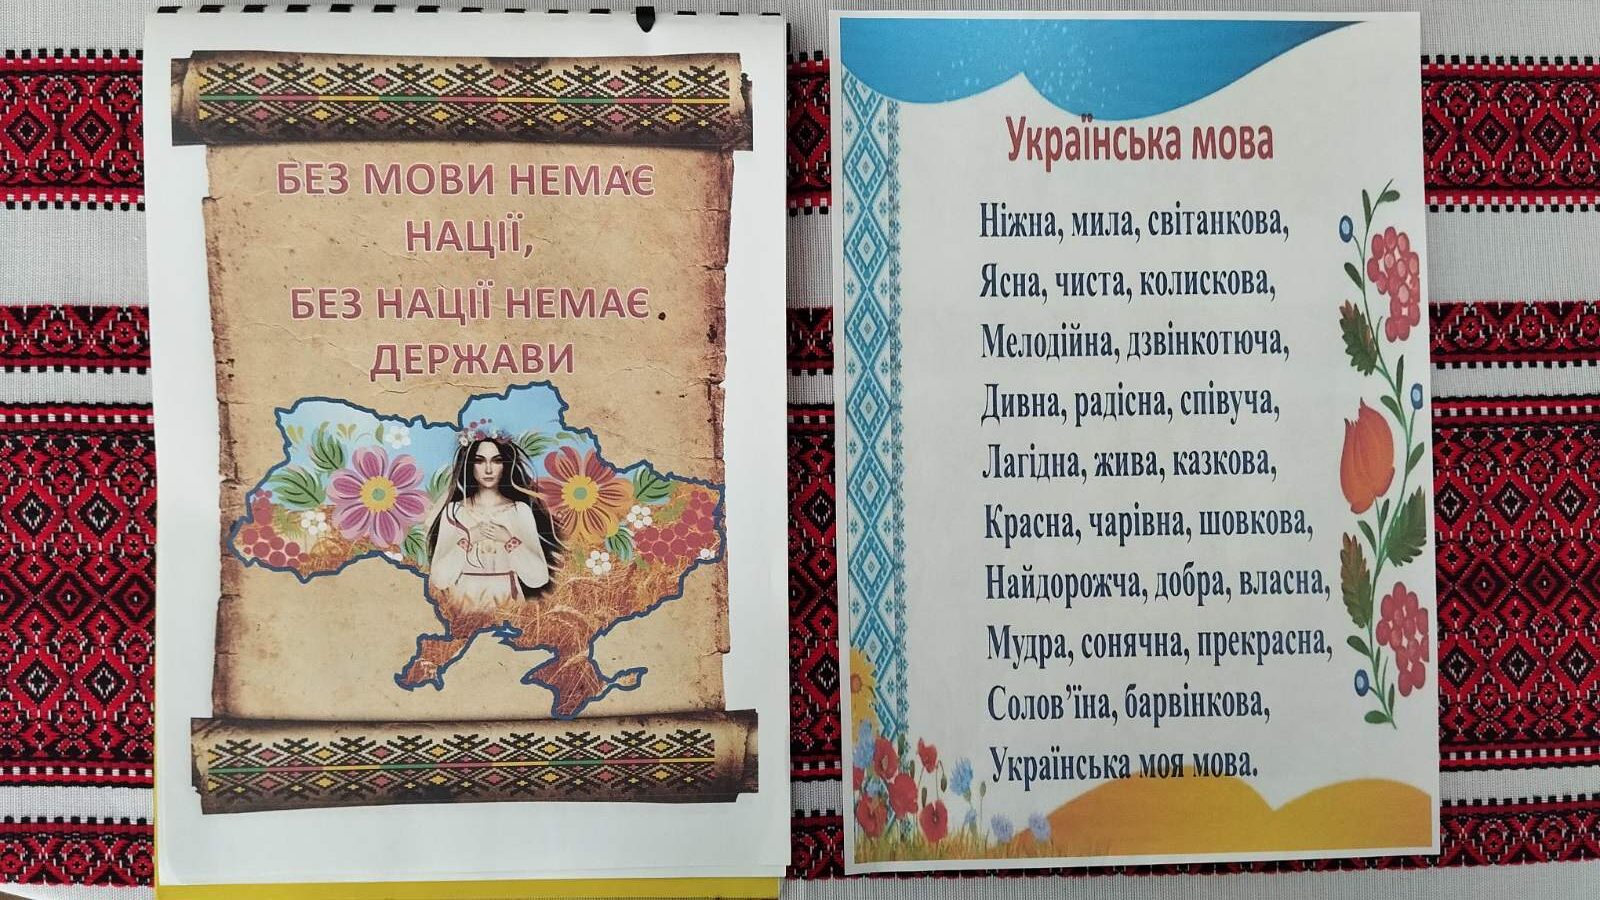 БЕЗ МОВИ НЕМАЄ
НАЦІЇ,
БЕЗ НАЦІЇ НЕМАЄ
ДЕРЖАВИ
Українська мова
Ніжна, мила, світанкова,
Ясна, чиста, колискова,
Мелодійна, дзвінкотюча,
Дивна, радісна, співуча,
Лагідна, жива, казкова,
Красна, чарівна, шовкова,
Найдорожча, добра, власна,
Мудра, сонячна, прекрасна,
Солов’їна, барвінкова,
Українська моя мова.